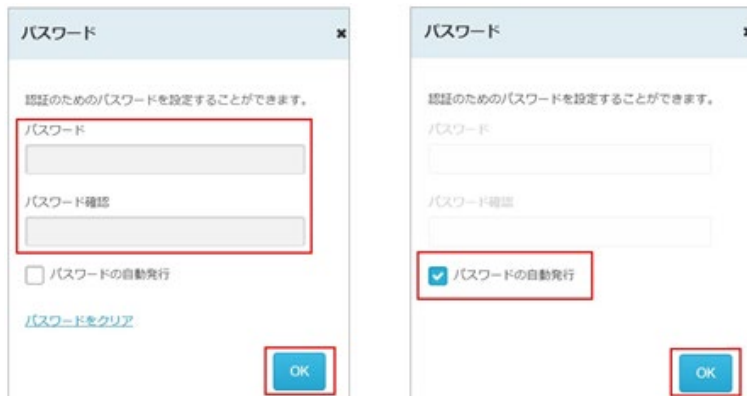 パスワード
✖
認証のためのパスワードを設定することができます。
パスワード
パスワード確認
パスワードの自動発行
パスワードをクリア
OK
パスワード
認証のためのパスワードを設定することができます。
パスワード
パスワード確認
パスワードの自動発行
OK